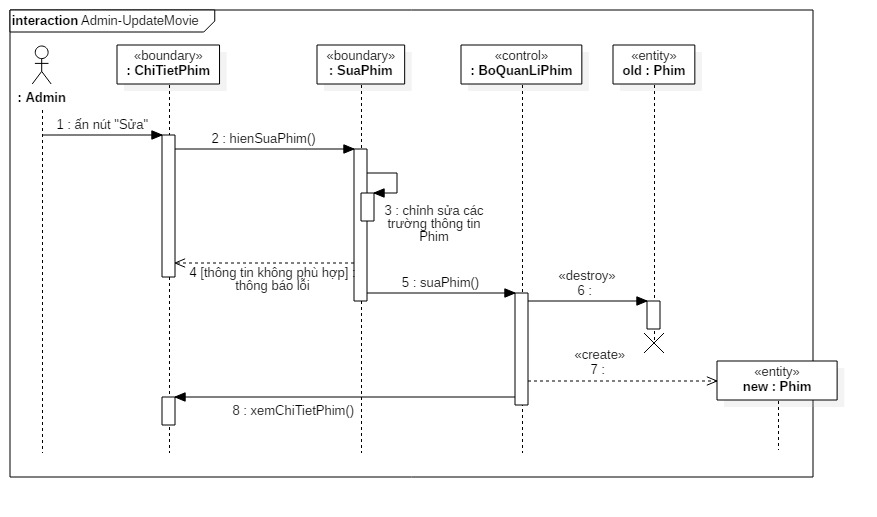 interaction Admin-UpdateMovie
«boundary»
: ChiTietPhim
«boundary»
: SuaPhim
«control»
: BoQuanLiPhim
«entity»
old : Phim
: Admin
1 : ấn nút "Sửa"
2 : hienSuaPhim()
3 : chỉnh sửa các
trường thông tin
Phim
4 [thông tin không phù hợp] :
thông báo lỗi
5 : suaPhim()
«destroy»
6 :
«create»
7 :
«entity»
new : Phim
8 : xemChiTietPhim()